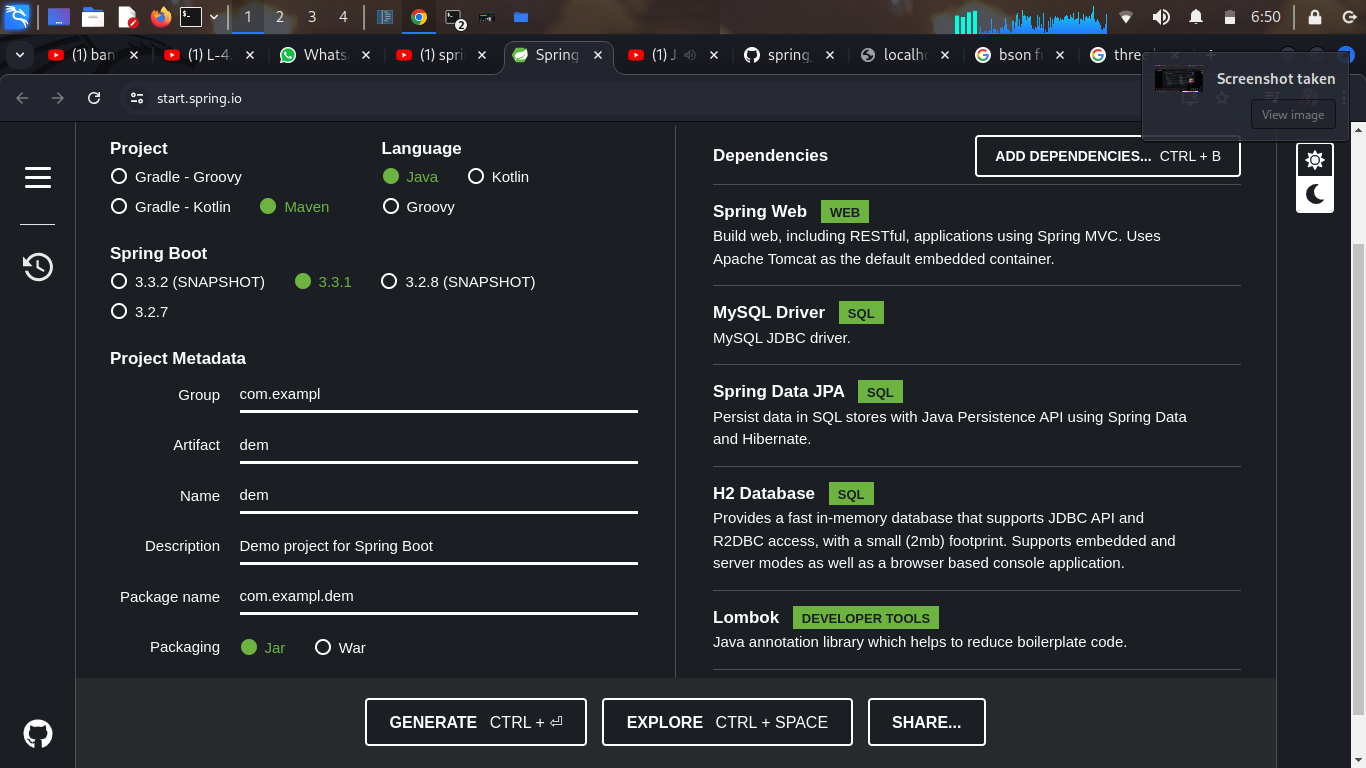 1 2 3 4 2 6:50
(1) ban (1) L-4 Whats (1) spri Spring (1) J spring_ localh bson fu
start.spring.io
Screenshot taken
View image
Project
Gradle - Groovy
Gradle - Kotlin Maven
Language
Java Kotlin
Groovy
Spring Boot
3.3.2 (SNAPSHOT) 3.3.1 3.2.8 (SNAPSHOT)
3.2.7
Project Metadata
Group com.exampl
Artifact dem
Name dem
Description Demo project for Spring Boot
Package name com.exampl.dem
Packaging Jar War
Dependencies ADD DEPENDENCIES... CTRL + B
Spring Web WEB
Build web, including RESTful, applications using Spring MVC. Uses
Apache Tomcat as the default embedded container.
MySQL Driver SQL
MySQL JDBC driver.
Spring Data JPA SQL
Persist data in SQL stores with Java Persistence API using Spring Data
and Hibernate.
H2 Database SQL
Provides a fast in-memory database that supports JDBC API and
R2DBC access, with a small (2mb) footprint. Supports embedded and
server modes as well as a browser based console application.
Lombok DEVELOPER TOOLS
Java annotation library which helps to reduce boilerplate code.
GENERATE CTRL + ⏎ EXPLORE CTRL + SPACE SHARE...